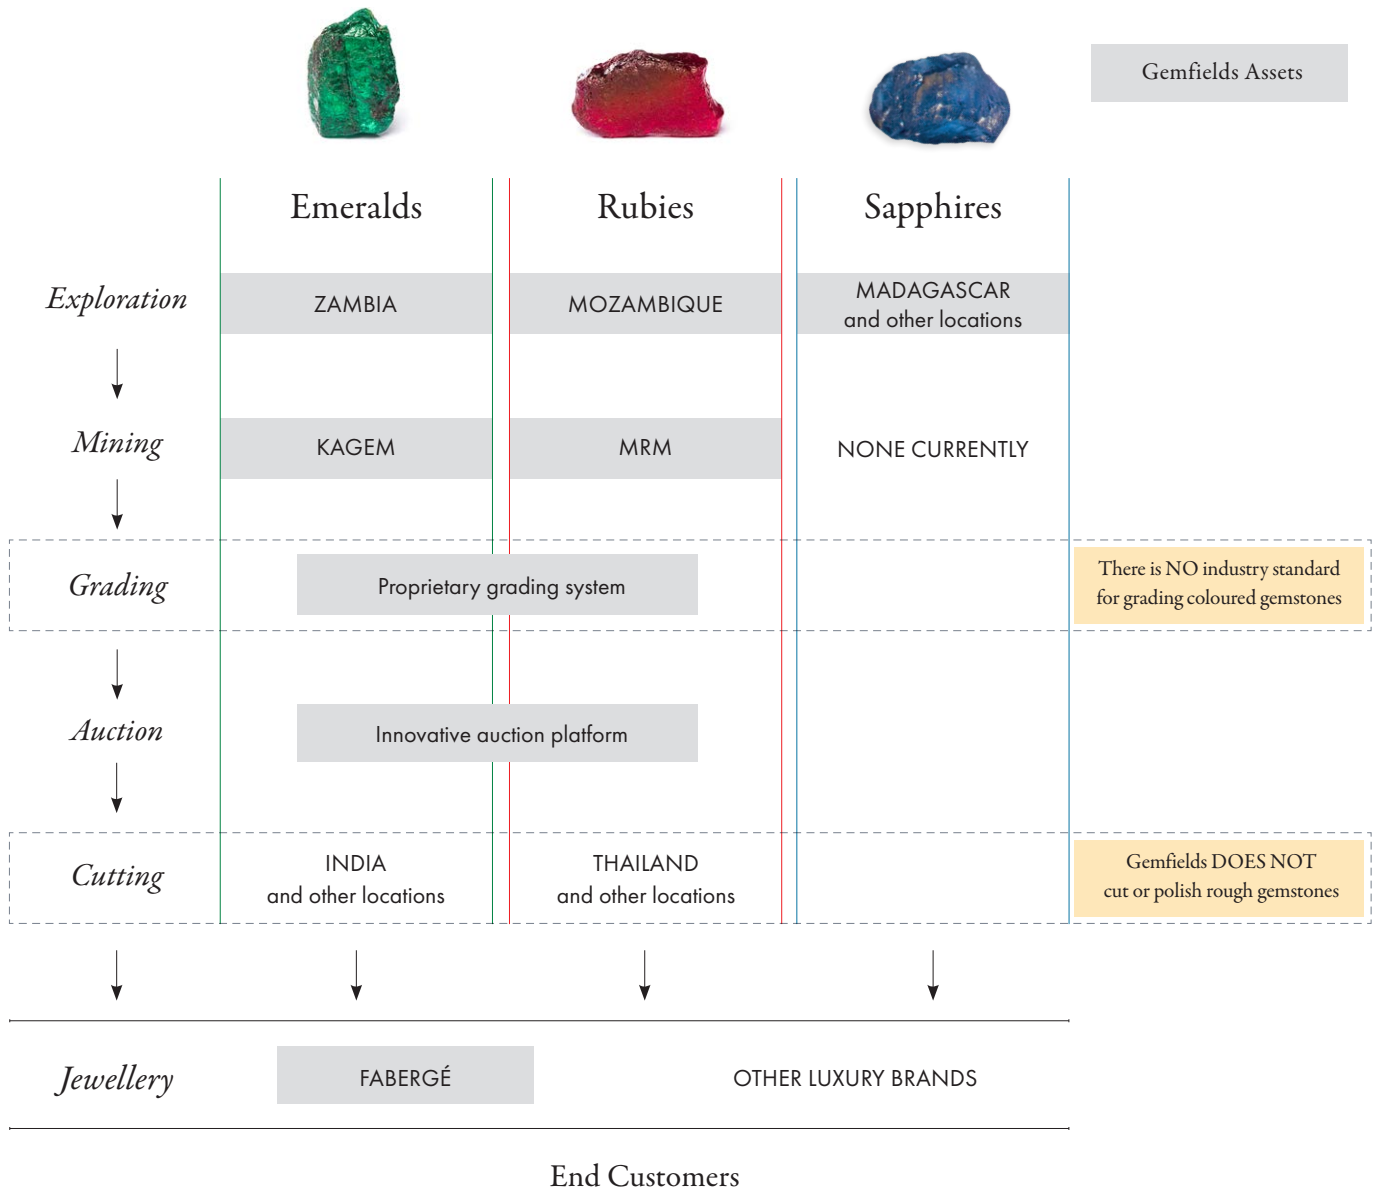 Gemfields Assets
Emeralds
Rubies
Sapphires
Exploration
ZAMBIA
MOZAMBIQUE
MADAGASCAR
and other locations
Mining
KAGEM
MRM
NONE CURRENTLY
Grading
Proprietary grading system
There is NO industry standard
for grading coloured gemstones
Auction
Innovative auction platform
Cutting
INDIA
and other locations
THAILAND
and other locations
Gemfields DOES NOT
cut or polish rough gemstones
Jewellery
FABERGÉ
OTHER LUXURY BRANDS
End Customers